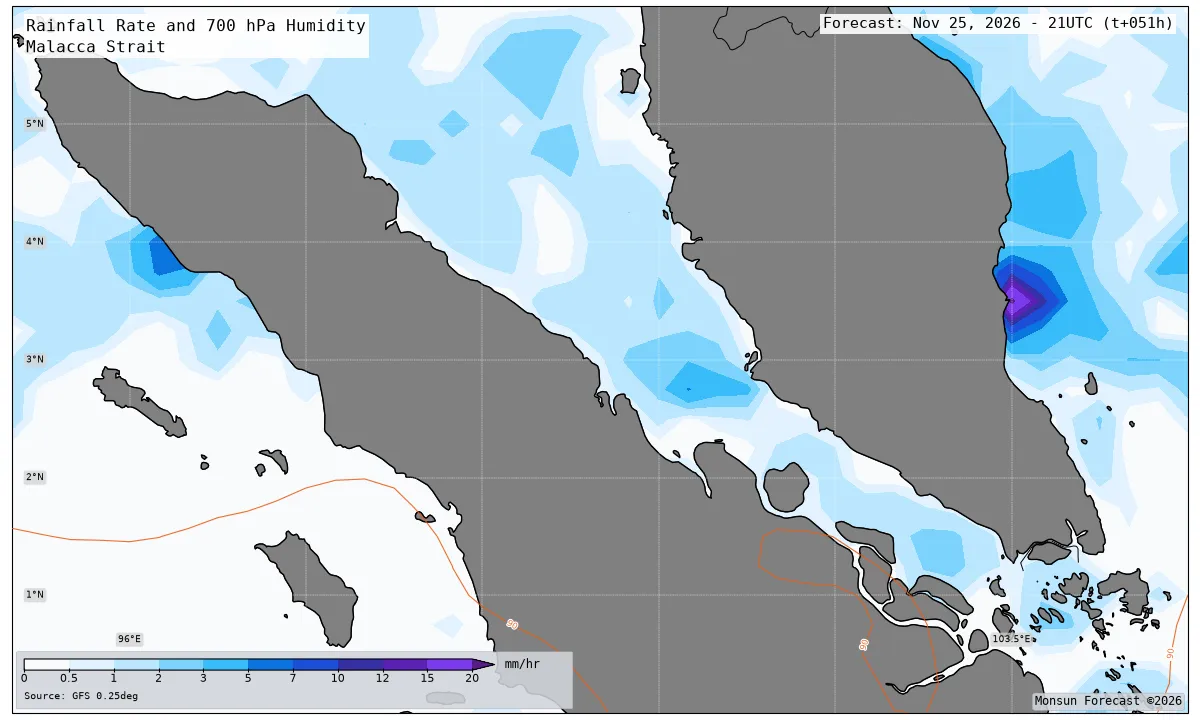 Rainfall Rate and 700 hPa Humidity
Malacca Strait
Forecast: Nov 25, 2026 - 21UTC (t+051h)
5°N
4°N
3°N
2°N
1°N
96°E
103.5°E
90
90
90
mm/hr
0 0.5 1 2 3 5 7 10 12 15 20
Source: GFS 0.25deg
Monsun Forecast ©2026